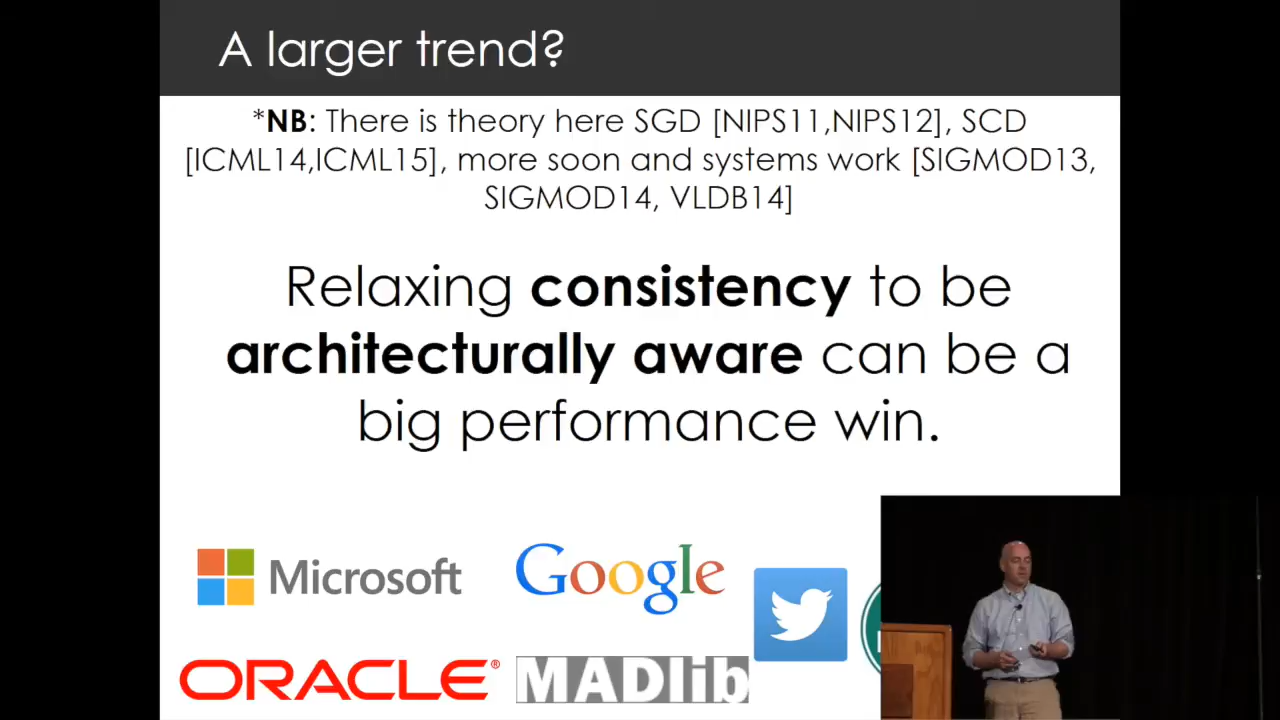 A larger trend?
*NB: There is theory here SGD [NIPS11,NIPS12], SCD
[ICML14,ICML15], more soon and systems work [SIGMOD13,
SIGMOD14, VLDB14]
Relaxing consistency to be
architecturally aware can be a
big performance win.
Microsoft
Google
ORACLE®
MADlib